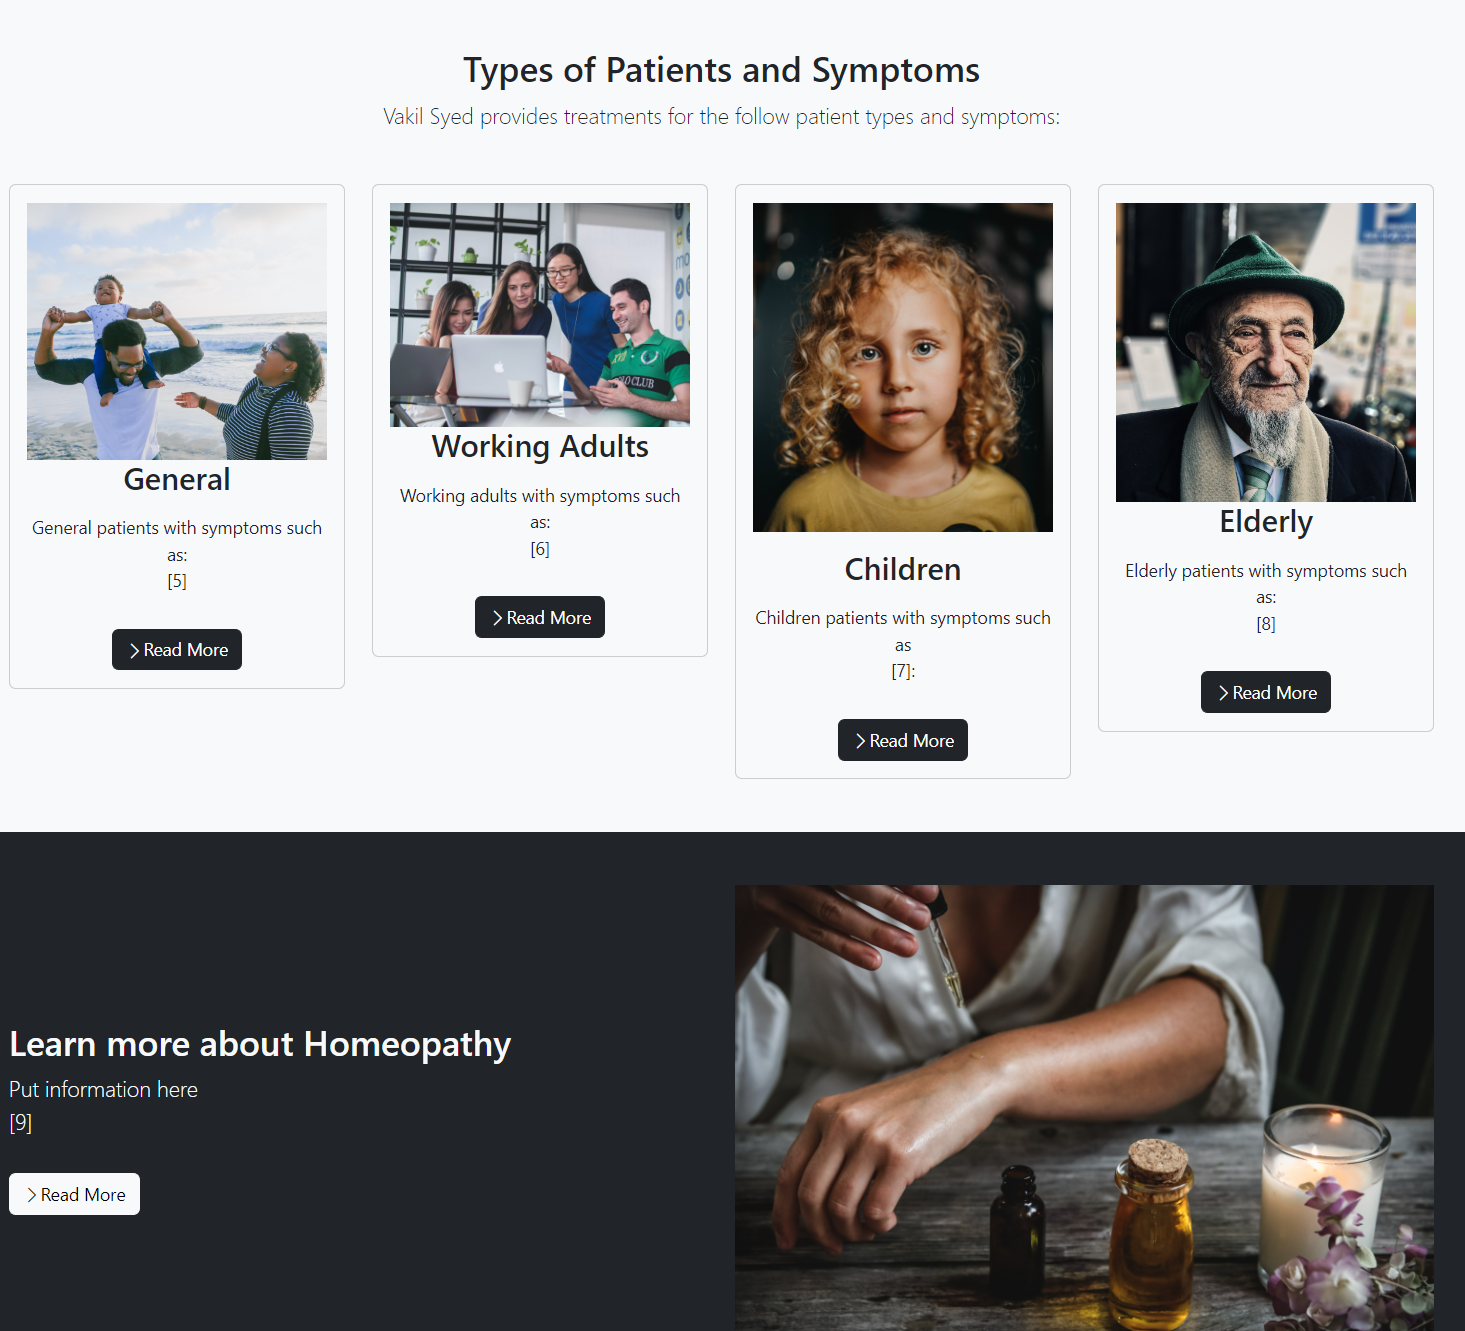 Types of Patients and Symptoms
Vakil Syed provides treatments for the follow patient types and symptoms:
General
General patients with symptoms such
as:
[5]
Read More
Working Adults
Working adults with symptoms such
as:
[6]
Read More
Children
Children patients with symptoms such
as
[7]:
Read More
Elderly
Elderly patients with symptoms such
as:
[8]
Read More
Learn more about Homeopathy
Put information here
[9]
Read More